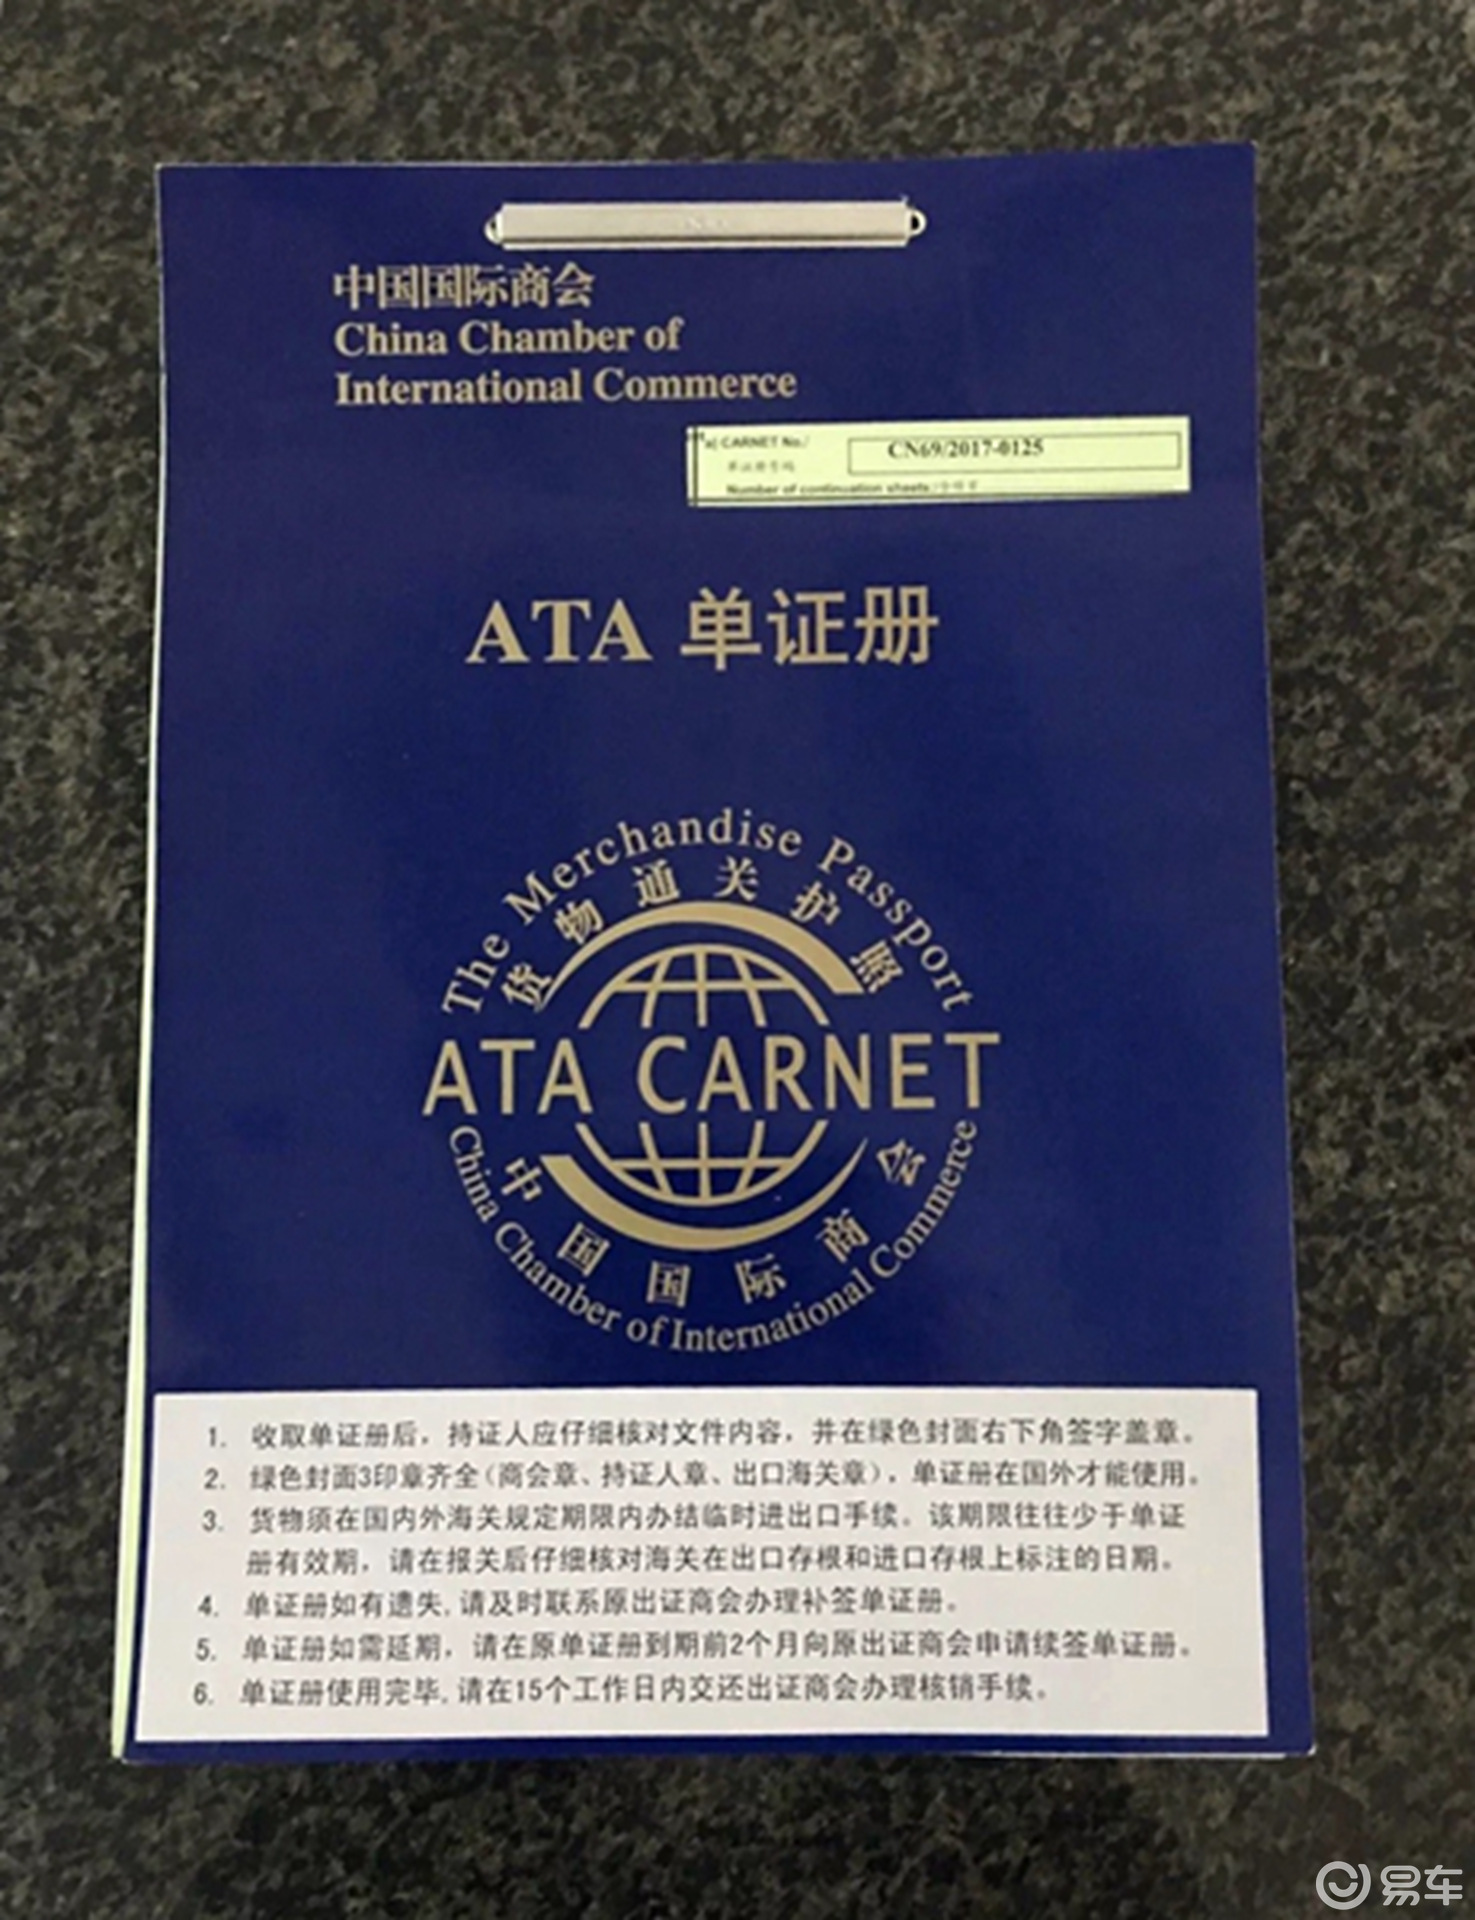 中国国际商会
China Chamber of
International Commerce
a) CARNET No./
CN69/2017-0125
单证册号码
Number of continuation sheets:
ATA 单证册
The Merchandise Passport
货物通关护照
ATA CARNET
中国国际商会
China Chamber of International Commerce
1. 收取单证册后，持证人应仔细核对文件内容，并在绿色封面右下角签字盖章。
2. 绿色封面3印章齐全（商会章、持证人章、出口海关章），单证册在国外才能使用。
3. 货物须在国内外海关规定期限内办结临时进出口手续。该期限往往少于单证
册有效期，请在报关后仔细核对海关在出口存根和进口存根上标注的日期。
4. 单证册如有遗失,请及时联系原出证商会办理补签单证册。
5. 单证册如需延期，请在原单证册到期前2个月向原出证商会申请续签单证册。
6. 单证册使用完毕,请在15个工作日内交还出证商会办理核销手续。
易车